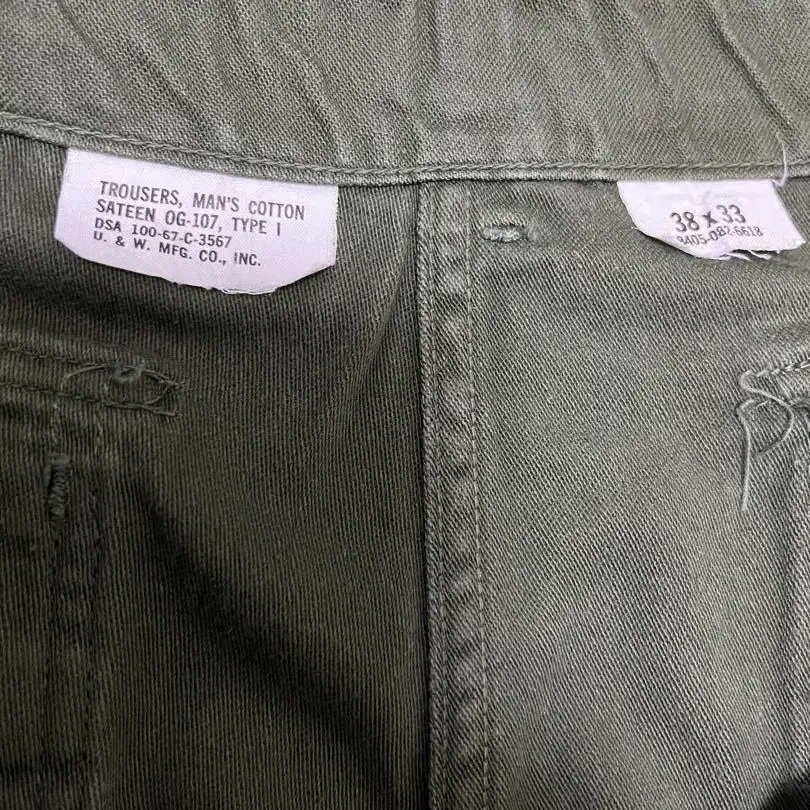 TROUSERS, MAN'S COTTON
SATEEN OG-107, TYPE I
DSA 100-67-C-3567
U. & W. MFG. CO., INC.
38 x 33
8405-082-6618